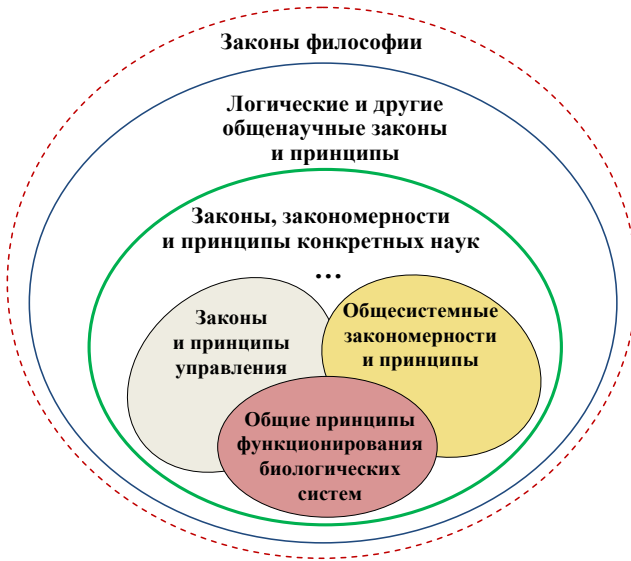 Законы философии
Логические и другие
общенаучные законы
и принципы
Законы, закономерности
и принципы конкретных наук
...
Законы
и принципы
управления
Общесистемные
закономерности
и принципы
Общие принципы
функционирования
биологических
систем